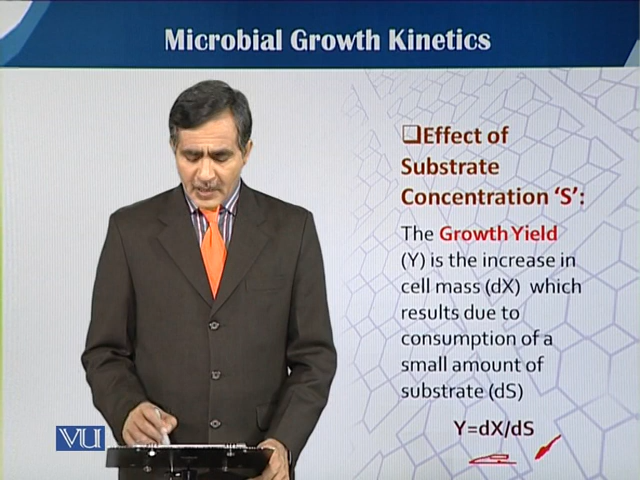 Microbial Growth Kinetics
❑Effect of
Substrate
Concentration 'S':
The Growth Yield
(Y) is the increase in
cell mass (dX) which
results due to
consumption of a
small amount of
substrate (dS)
Y=dX/dS
VU